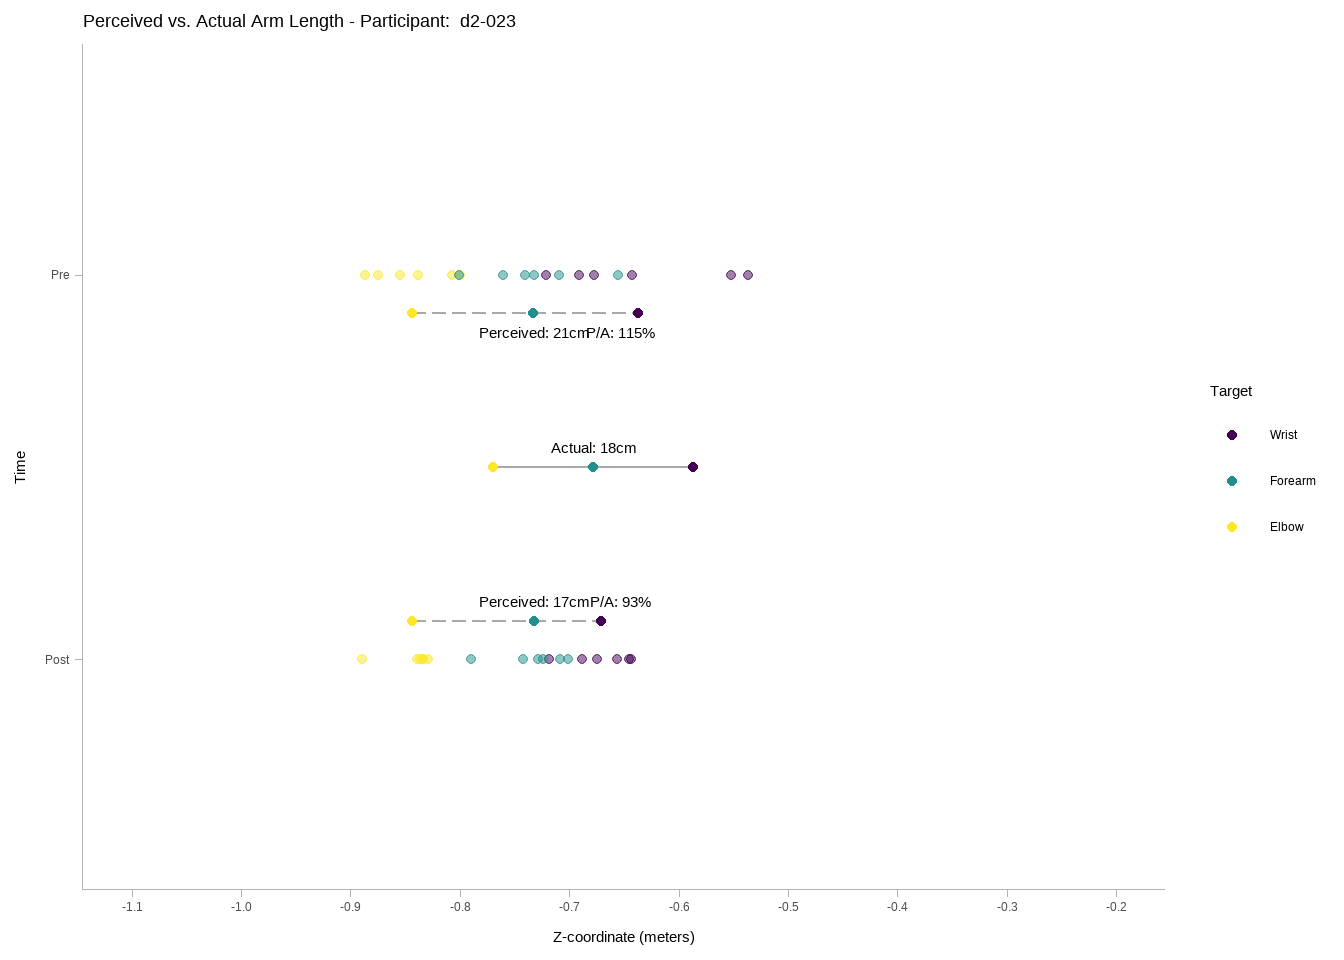 Perceived vs. Actual Arm Length - Participant:  d2-023
Time
Pre
Perceived: 21cm
P/A: 115%
Actual: 18cm
Perceived: 17cm
P/A: 93%
Post
-1.1
-1.0
-0.9
-0.8
-0.7
-0.6
-0.5
-0.4
-0.3
-0.2
Z-coordinate (meters)
Target
Wrist
Forearm
Elbow